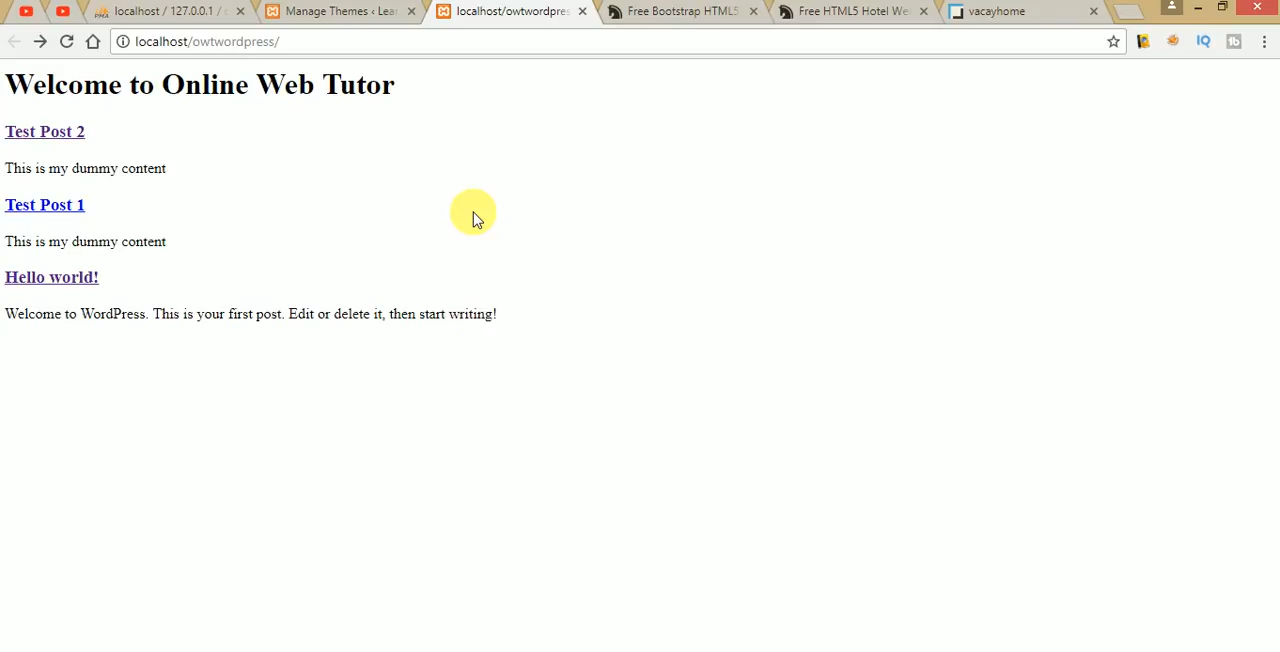 localhost / 127.0.0.1 /
Manage Themes ‹ Lea
localhost/owtwordpres
Free Bootstrap HTML5
Free HTML5 Hotel We
vacayhome
localhost/owtwordpress/
IQ
tb
Welcome to Online Web Tutor
Test Post 2
This is my dummy content
Test Post 1
This is my dummy content
Hello world!
Welcome to WordPress. This is your first post. Edit or delete it, then start writing!